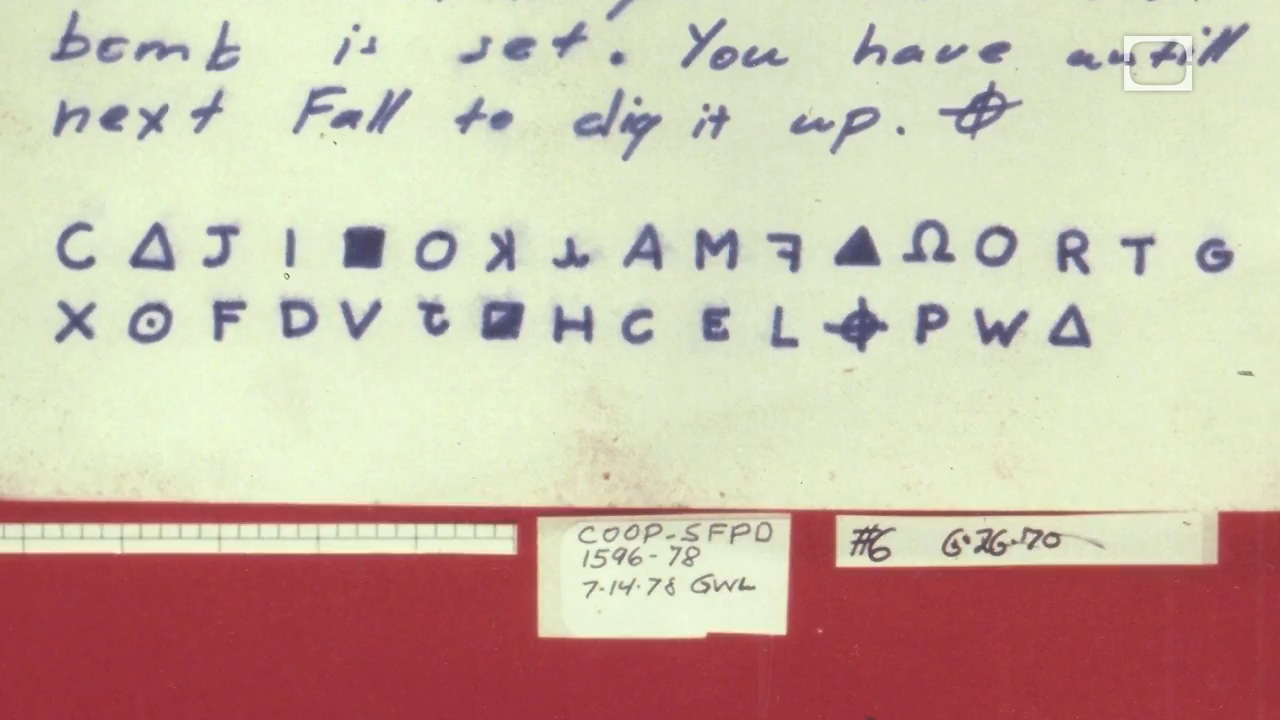 bomb is set. You have antill
next Fall to dig it up. ⌖
C Δ J I ■ O ꓘ ⅄ A M ꟻ ▲ Ω O R T G
X ⊙ F D V Ʇ ◪ H C E L ⌖ P W Δ
COOP-SFPD
1596-78
7-14-78 GWL
#6 6-26-70